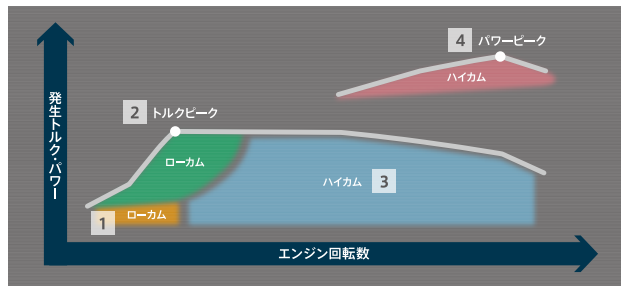 4 パワーピーク
ハイカム
発生トルク・パワー
2 トルクピーク
ローカム
ハイカム 3
1 ローカム
エンジン回転数